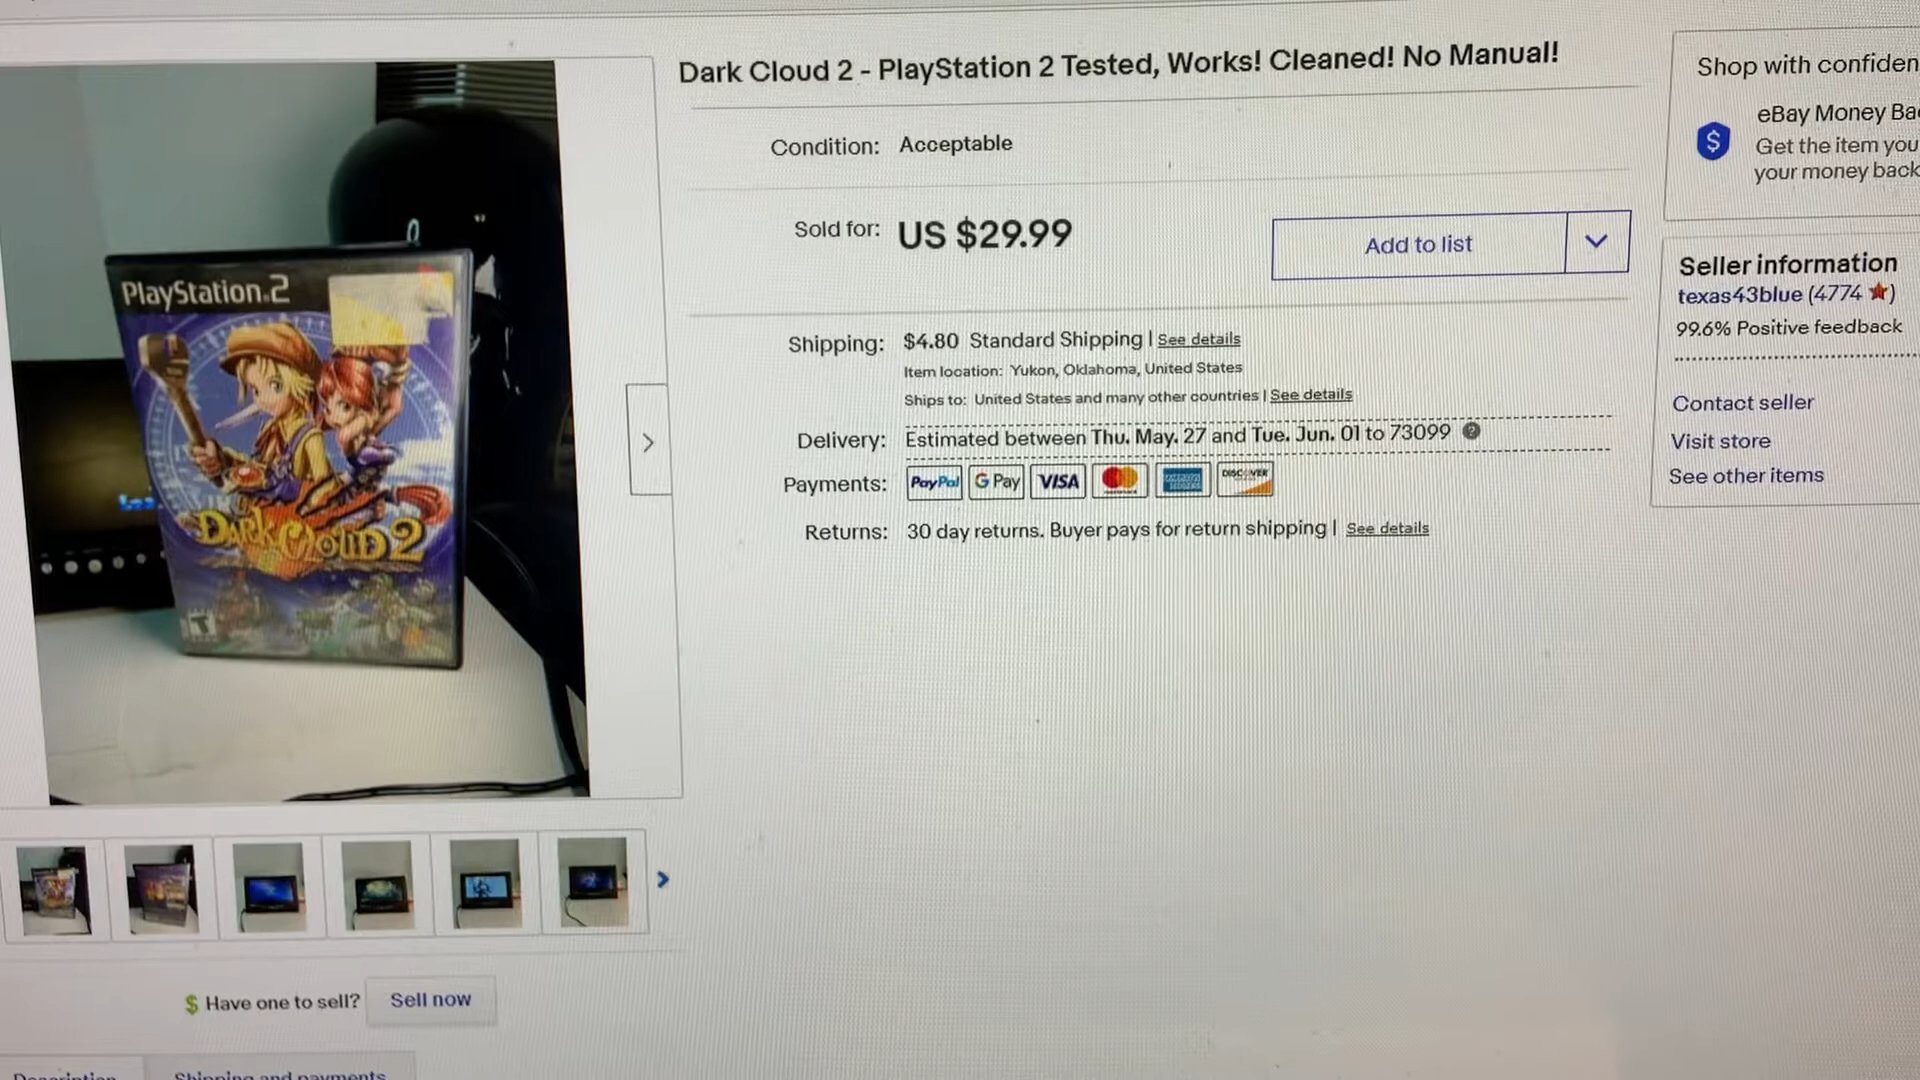 Dark Cloud 2 - PlayStation 2 Tested, Works! Cleaned! No Manual!
Condition: Acceptable
Sold for: US $29.99
Add to list
Shipping: $4.80 Standard Shipping | See details
Item location: Yukon, Oklahoma, United States
Ships to: United States and many other countries | See details
Delivery: Estimated between Thu. May. 27 and Tue. Jun. 01 to 73099
Payments: PayPal G Pay VISA DISCOVER
Returns: 30 day returns. Buyer pays for return shipping | See details
Shop with confiden
eBay Money Ba
Get the item you
your money back
Seller information
texas43blue (4774)
99.6% Positive feedback
Contact seller
Visit store
See other items
PlayStation.2
DARK CLOUD 2
T
$ Have one to sell? Sell now
Description
Shipping and payments